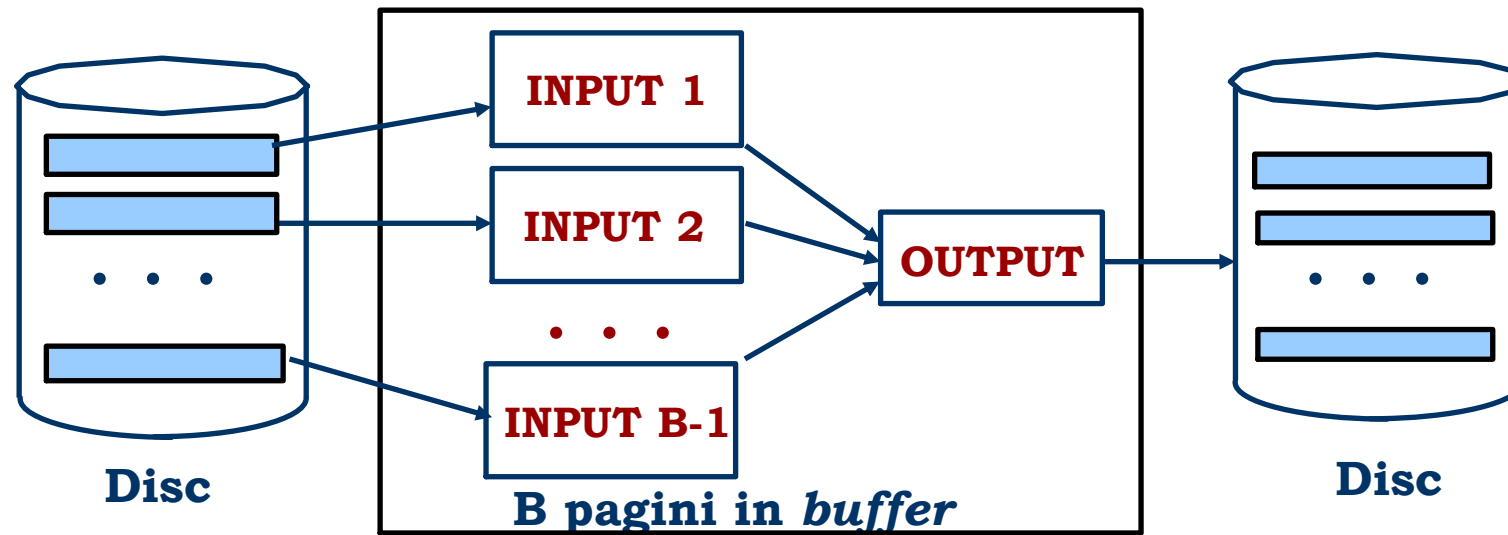 INPUT 1
INPUT 2
. . .
INPUT B-1
OUTPUT
. . .
. . .
Disc
B pagini in buffer
Disc